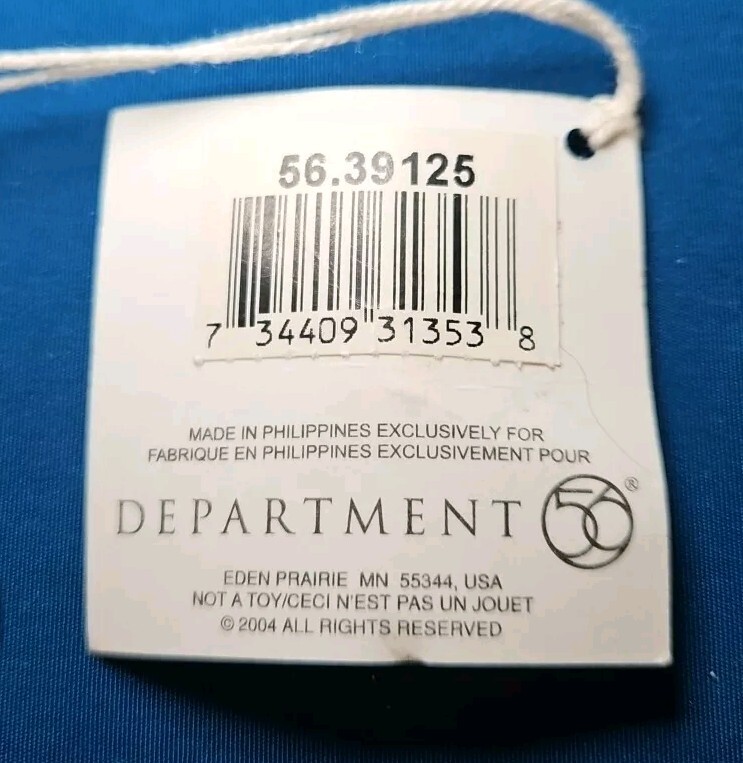 56.39125
7 34409 31353 8
MADE IN PHILIPPINES EXCLUSIVELY FOR
FABRIQUE EN PHILIPPINES EXCLUSIVEMENT POUR
DEPARTMENT 56®
EDEN PRAIRIE MN 55344, USA
NOT A TOY/CECI N'EST PAS UN JOUET
© 2004 ALL RIGHTS RESERVED